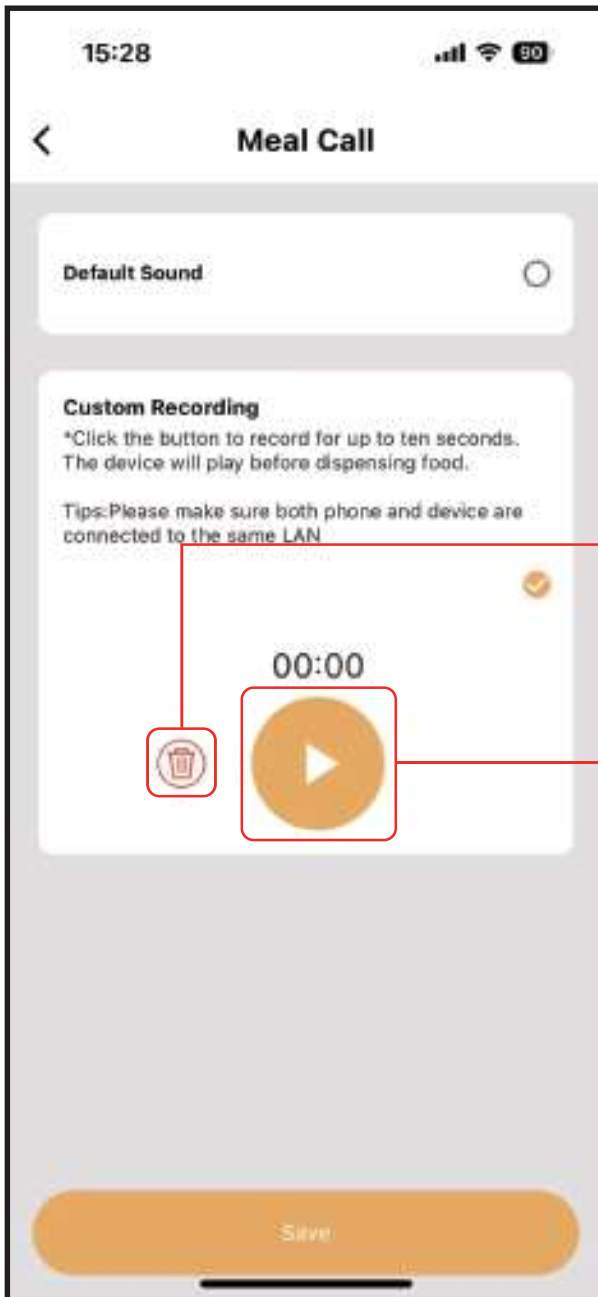 15:28
90
Meal Call
Default Sound
Custom Recording
*Click the button to record for up to ten seconds.
The device will play before dispensing food.
Tips:Please make sure both phone and device are
connected to the same LAN
00:00
Save